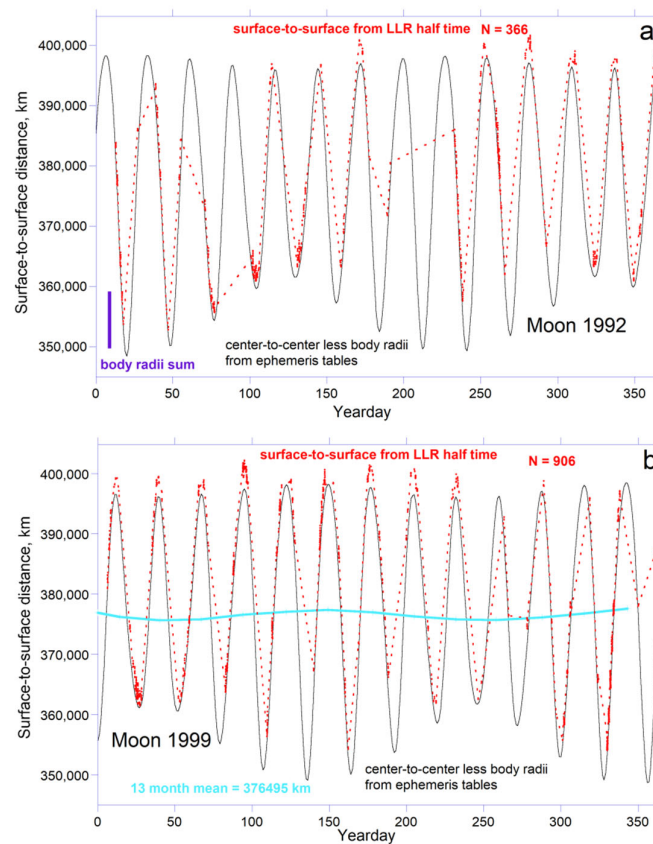 surface-to-surface from LLR half time N = 366
a
400,000
390,000
380,000
370,000
360,000
350,000
Surface-to-surface distance, km
body radii sum
center-to-center less body radii
from ephemeris tables
Moon 1992
0 50 100 150 200 250 300 350
Yearday
surface-to-surface from LLR half time
N = 906
b
400,000
390,000
380,000
370,000
360,000
350,000
Surface-to-surface distance, km
Moon 1999
13 month mean = 376495 km
center-to-center less body radii
from ephemeris tables
0 50 100 150 200 250 300 350
Yearday